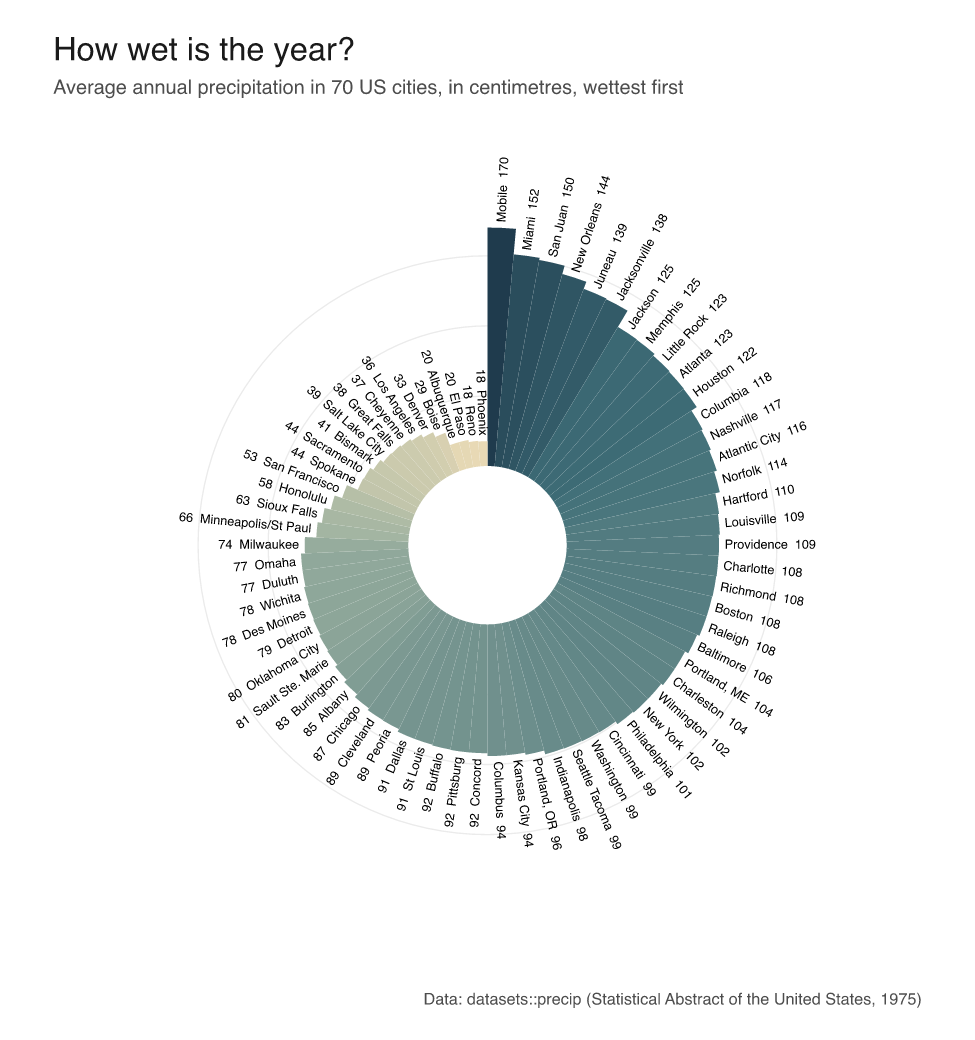 How wet is the year?
Average annual precipitation in 70 US cities, in centimetres, wettest first
Mobile 170
Miami 152
San Juan 150
New Orleans 144
Juneau 139
Jacksonville 138
Jackson 125
Memphis 125
Little Rock 123
Atlanta 123
Houston 122
Columbia 118
Nashville 117
Atlantic City 116
Norfolk 114
Hartford 110
Louisville 109
Providence 109
Charlotte 108
Richmond 108
Boston 108
Raleigh 108
Baltimore 106
Portland, ME 104
Charleston 104
Wilmington 102
New York 102
Philadelphia 101
Cincinnati 99
Washington 99
Seattle Tacoma 99
Indianapolis 98
Portland, OR 96
Kansas City 94
Columbus 94
92 Concord
92 Pittsburg
92 Buffalo
91 St Louis
91 Dallas
89 Peoria
89 Cleveland
87 Chicago
85 Albany
83 Burlington
81 Sault Ste. Marie
80 Oklahoma City
79 Detroit
78 Des Moines
78 Wichita
77 Duluth
77 Omaha
74 Milwaukee
66 Minneapolis/St Paul
63 Sioux Falls
58 Honolulu
53 San Francisco
44 Spokane
44 Sacramento
41 Bismark
39 Salt Lake City
38 Great Falls
37 Cheyenne
36 Los Angeles
33 Denver
29 Boise
20 Albuquerque
20 El Paso
18 Reno
18 Phoenix
Data: datasets::precip (Statistical Abstract of the United States, 1975)